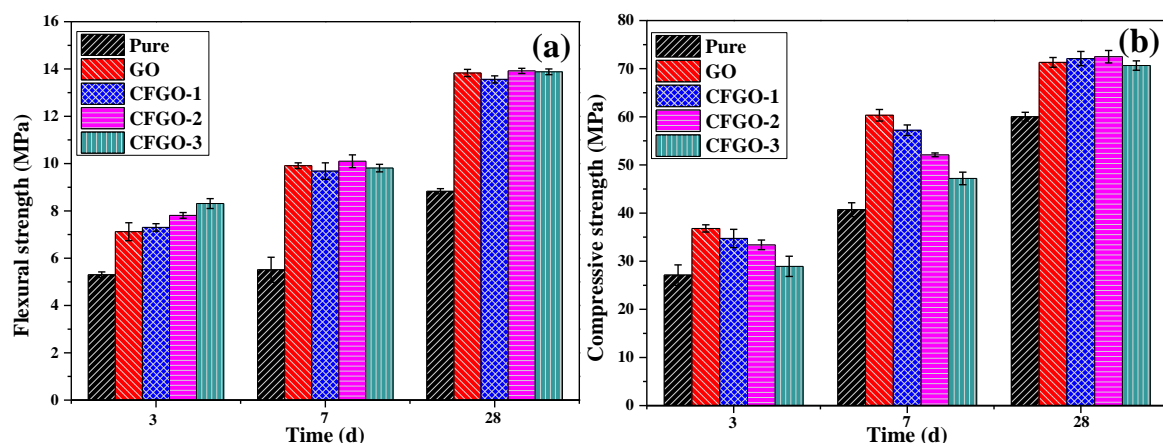 (a)
Pure
GO
CFGO-1
CFGO-2
CFGO-3
Flexural strength (MPa)
16
14
12
10
8
6
4
2
0
3
7
28
Time (d)
(b)
Pure
GO
CFGO-1
CFGO-2
CFGO-3
Compressive strength (MPa)
80
70
60
50
40
30
20
10
0
3
7
28
Time (d)